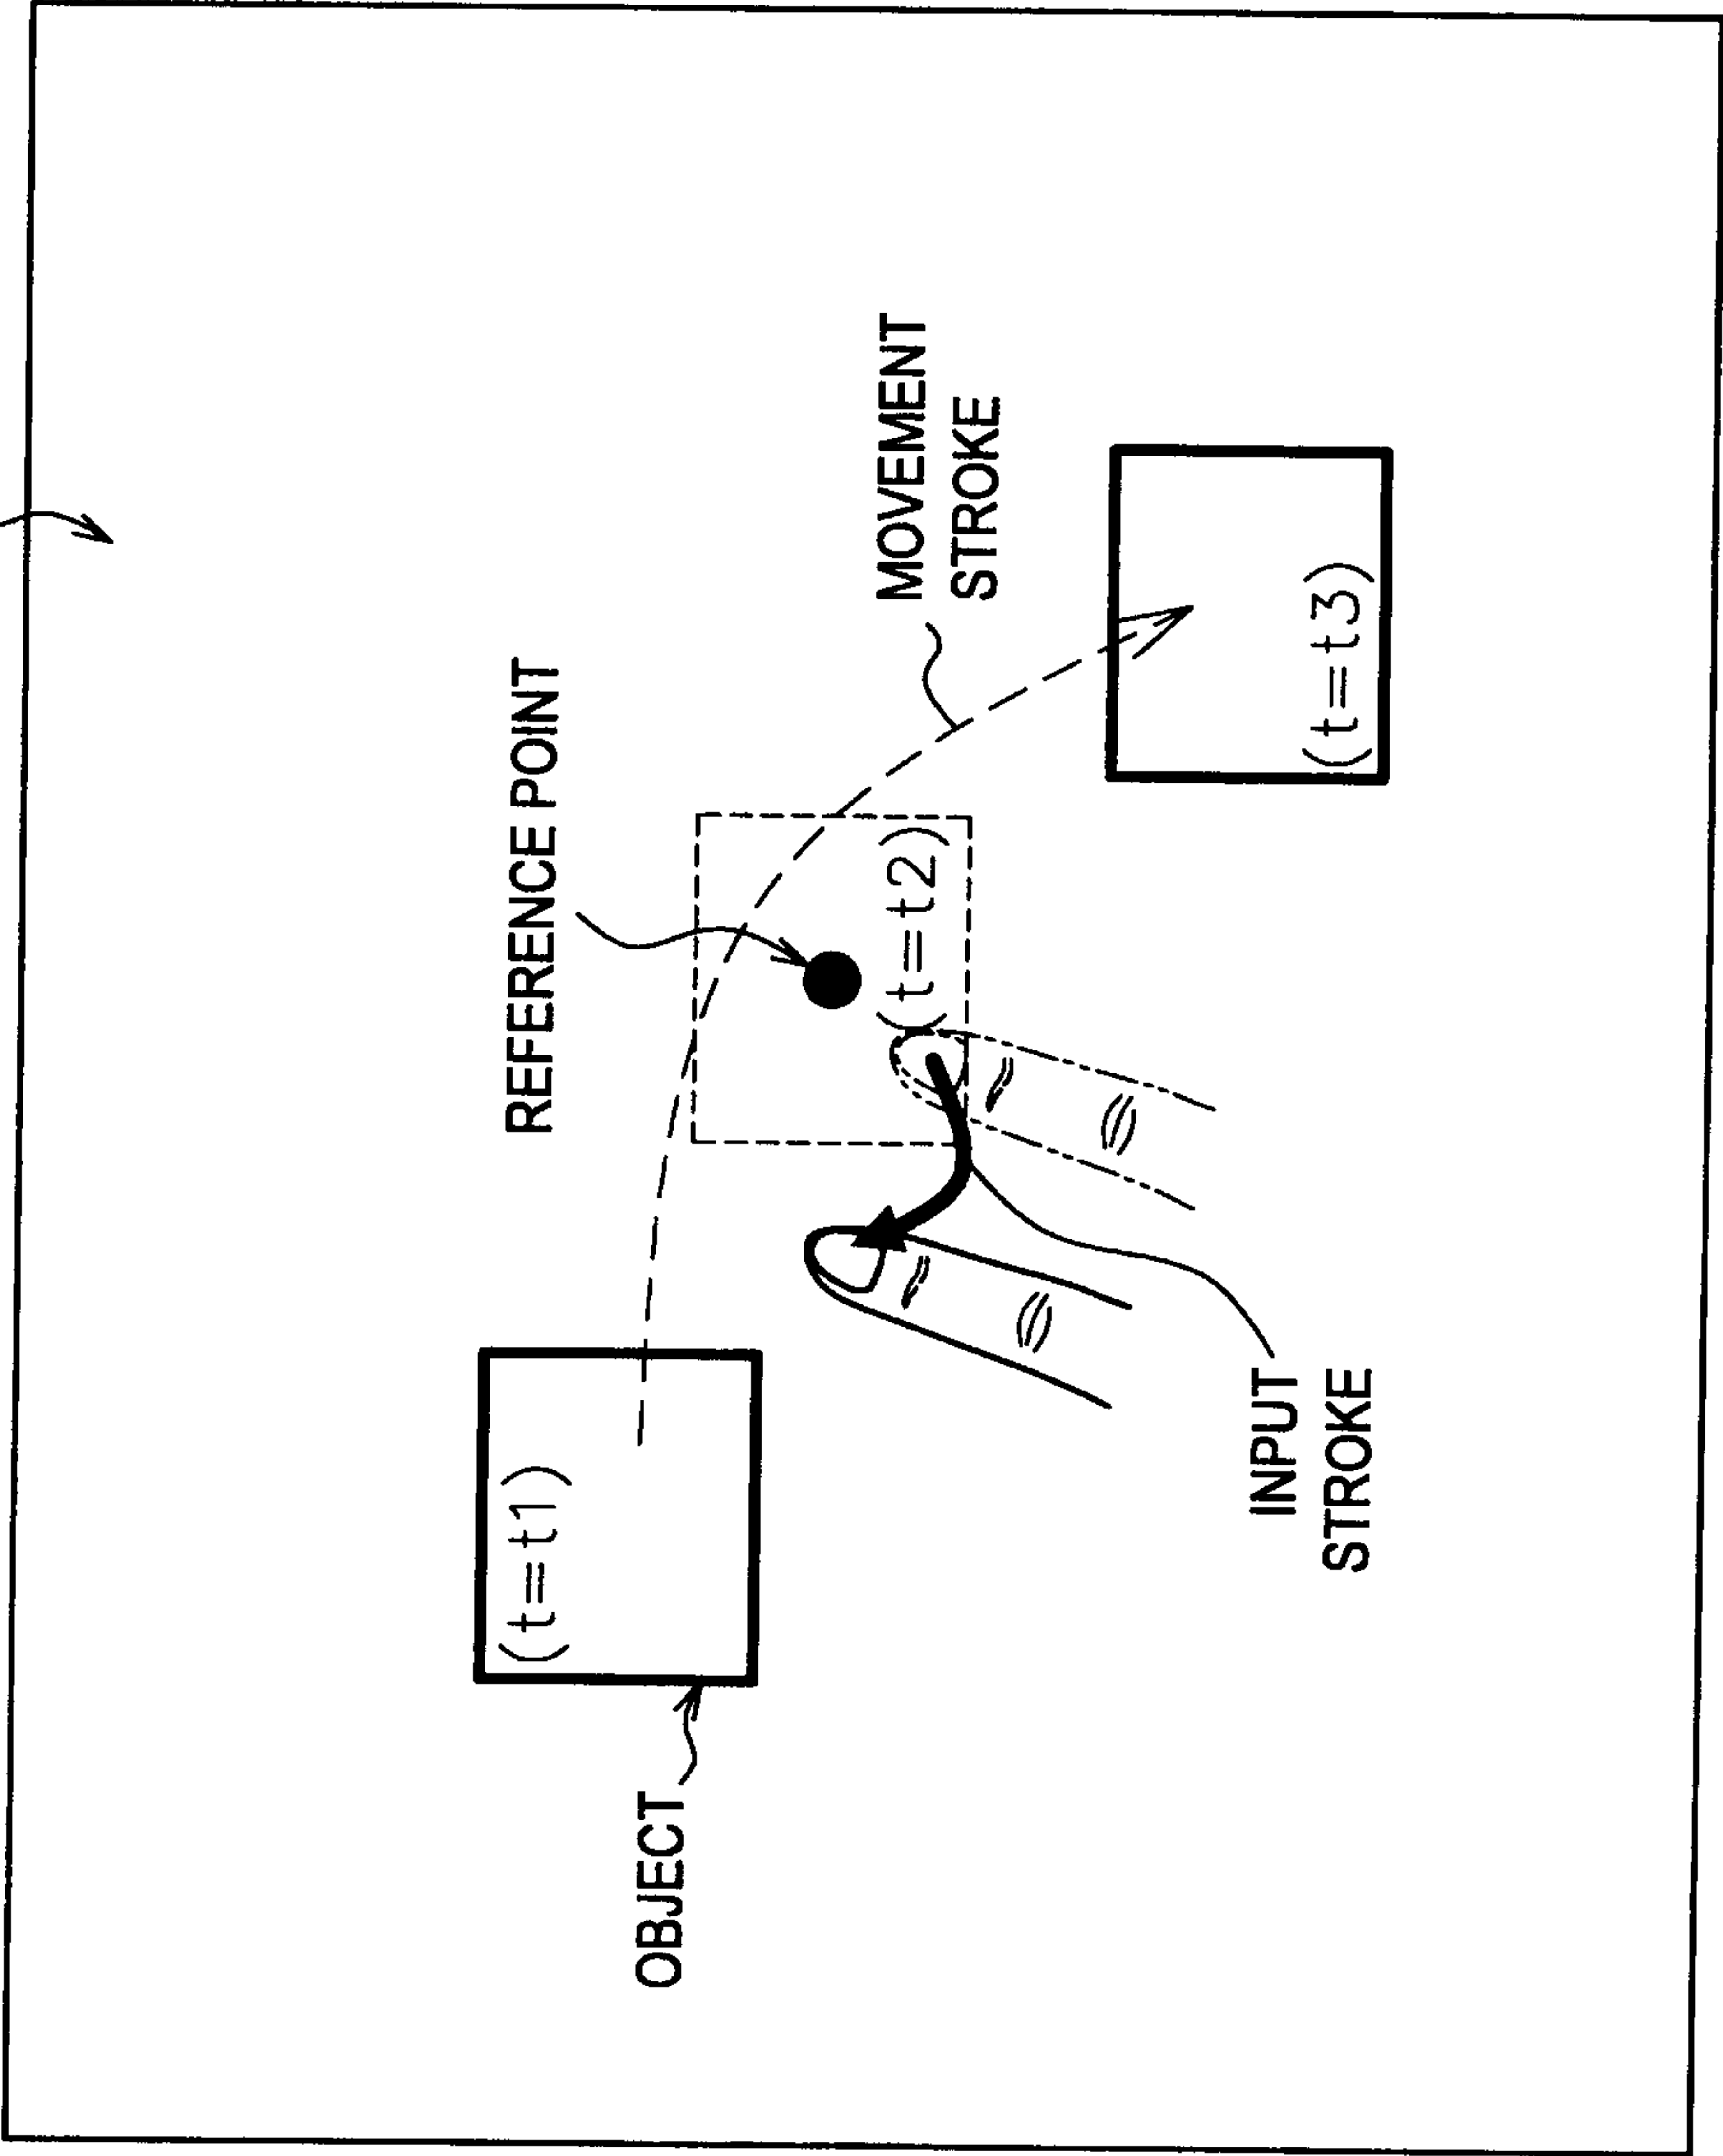 REFERENCE POINT
MOVEMENT
STROKE
OBJECT
(t=t1)
(t=t2)
(t=t3)
INPUT
STROKE